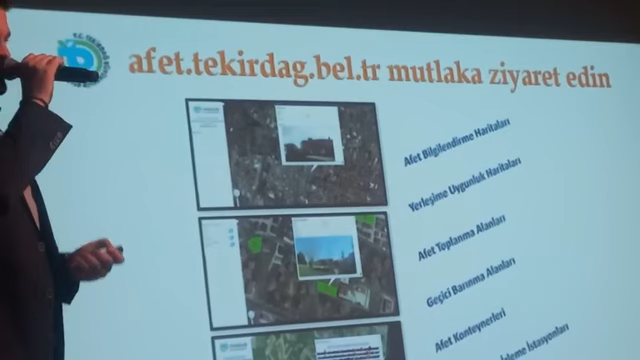 afet.tekirdag.bel.tr mutlaka ziyaret edin
Afet Bilgilendirme Haritaları
Yerleşime Uygunluk Haritaları
Afet Toplanma Alanları
Geçici Barınma Alanları
Afet Konteynerleri
İstasyonları